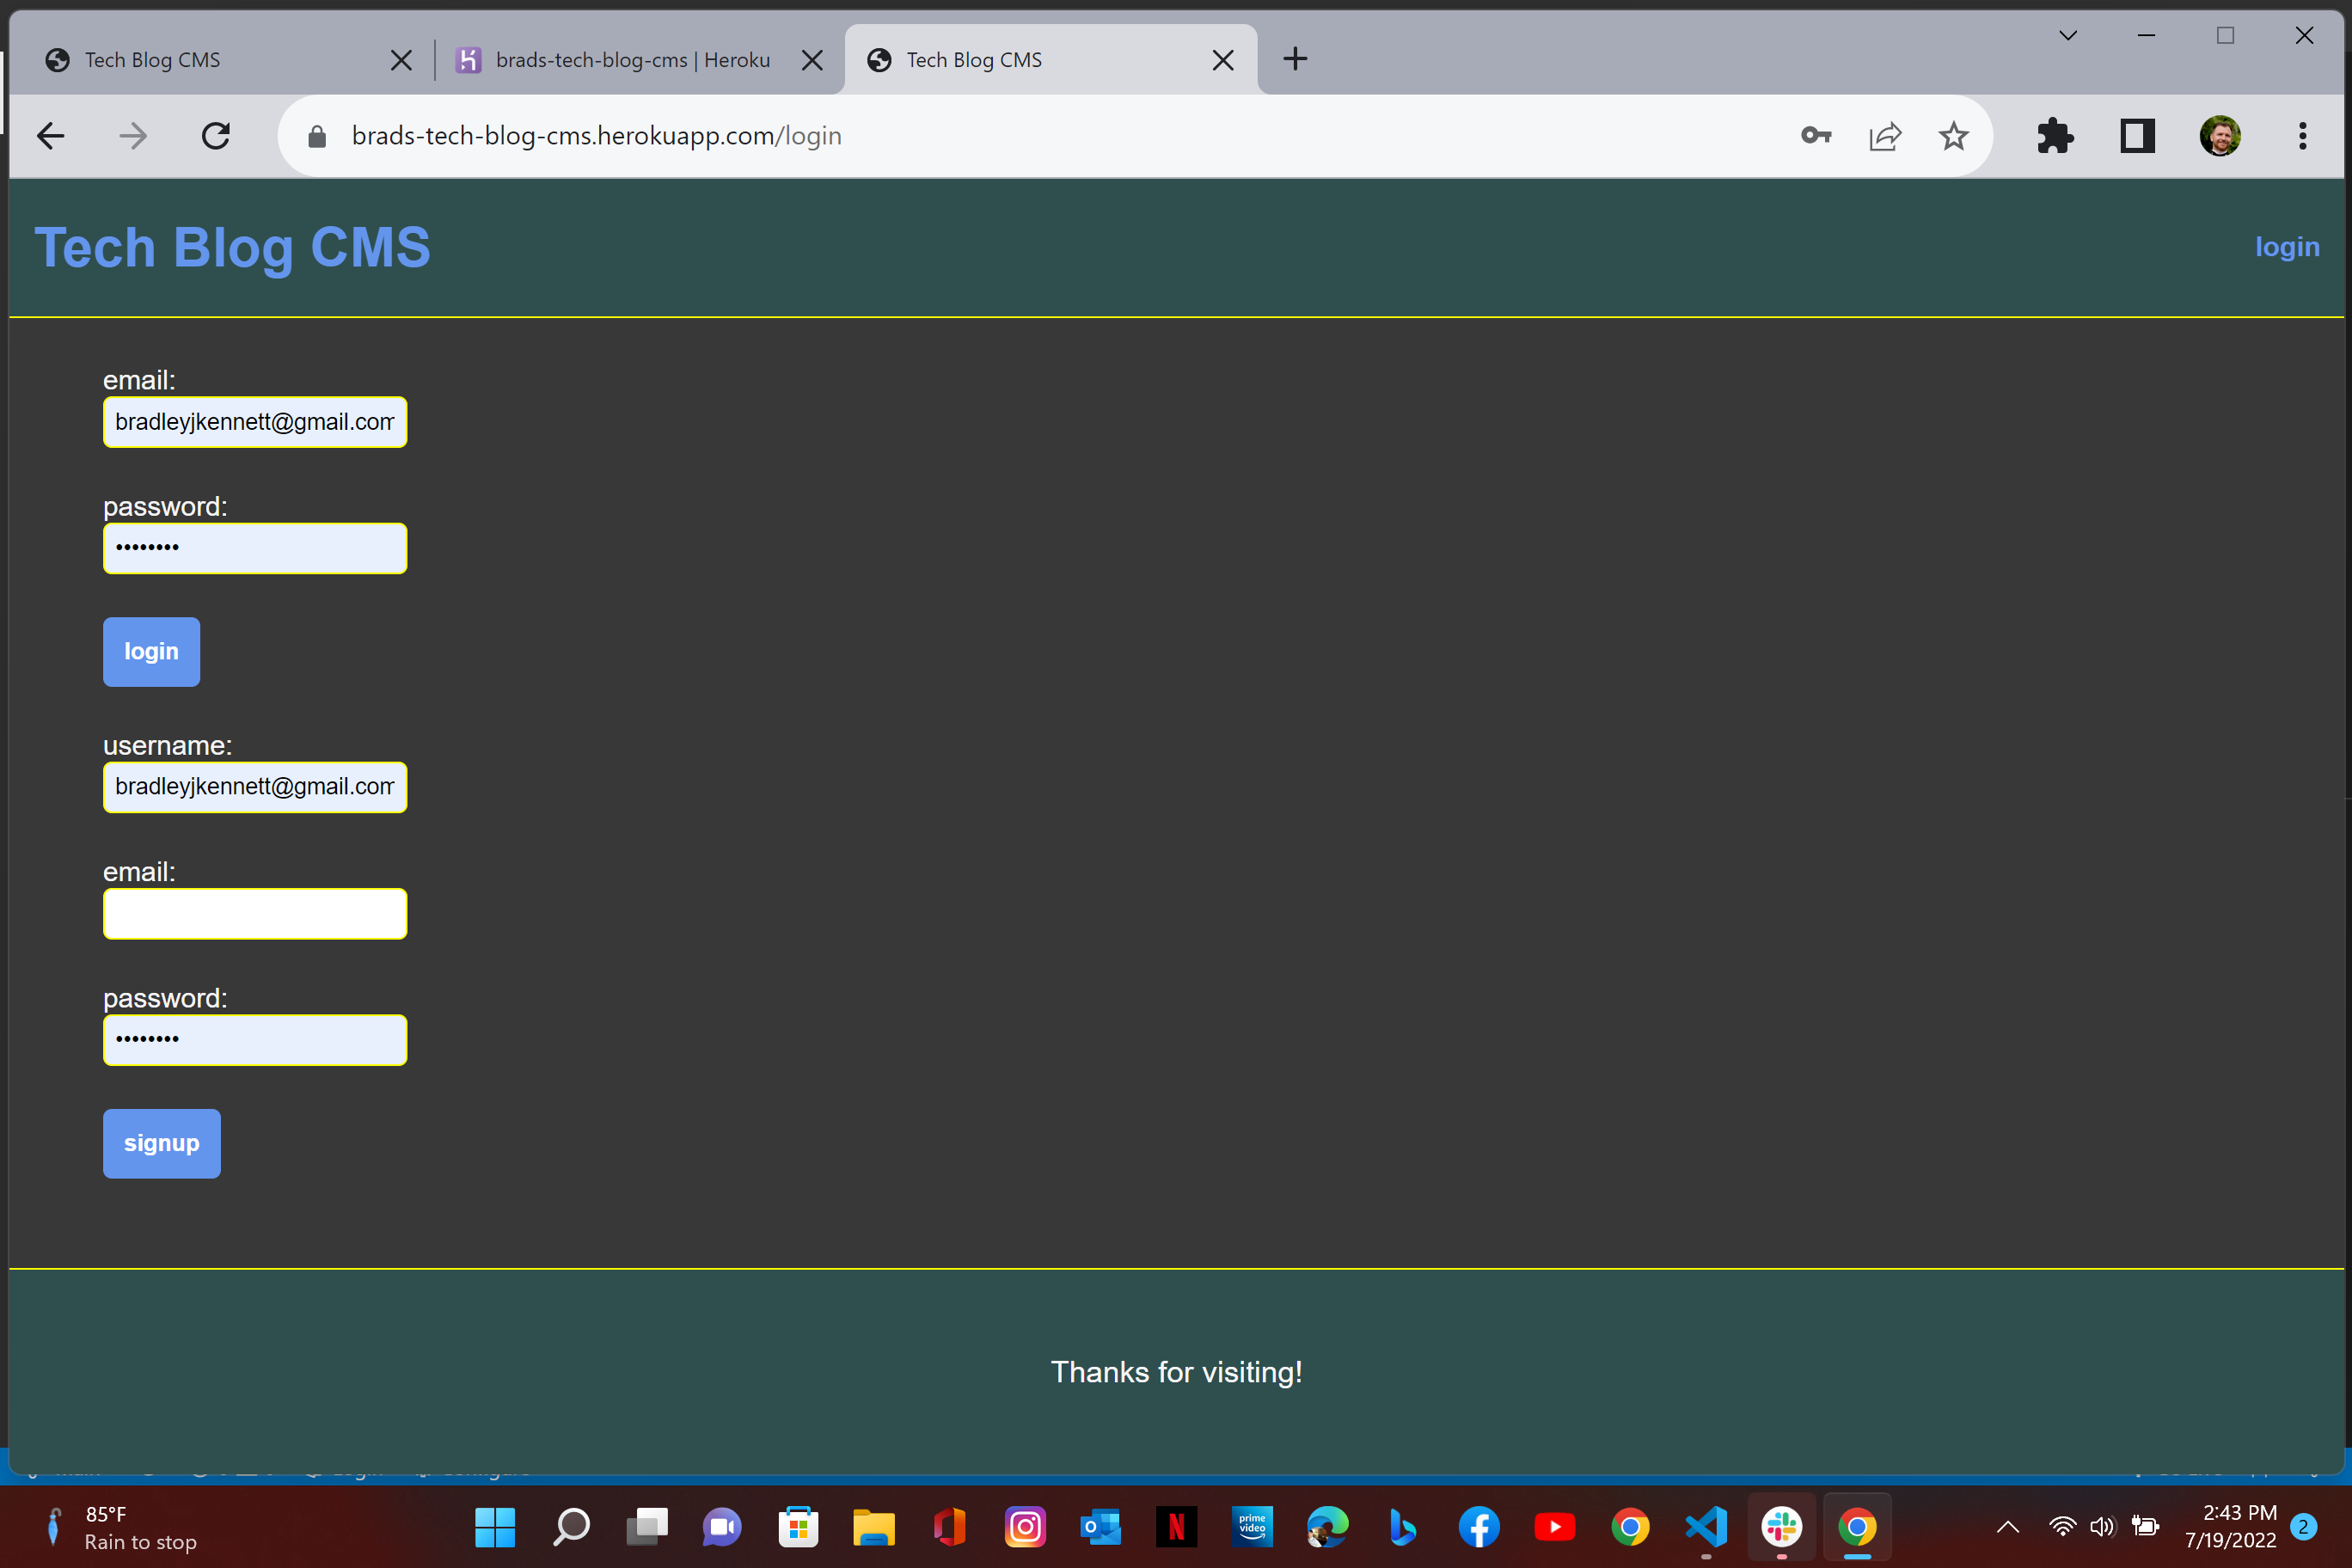 Tech Blog CMS
brads-tech-blog-cms | Heroku
Tech Blog CMS
brads-tech-blog-cms.herokuapp.com/login
Tech Blog CMS
login
email:
bradleyjkennett@gmail.com
password:
••••••••
login
username:
bradleyjkennett@gmail.com
email:
password:
••••••••
signup
Thanks for visiting!
85°F
Rain to stop
prime
video
2:43 PM
7/19/2022
2